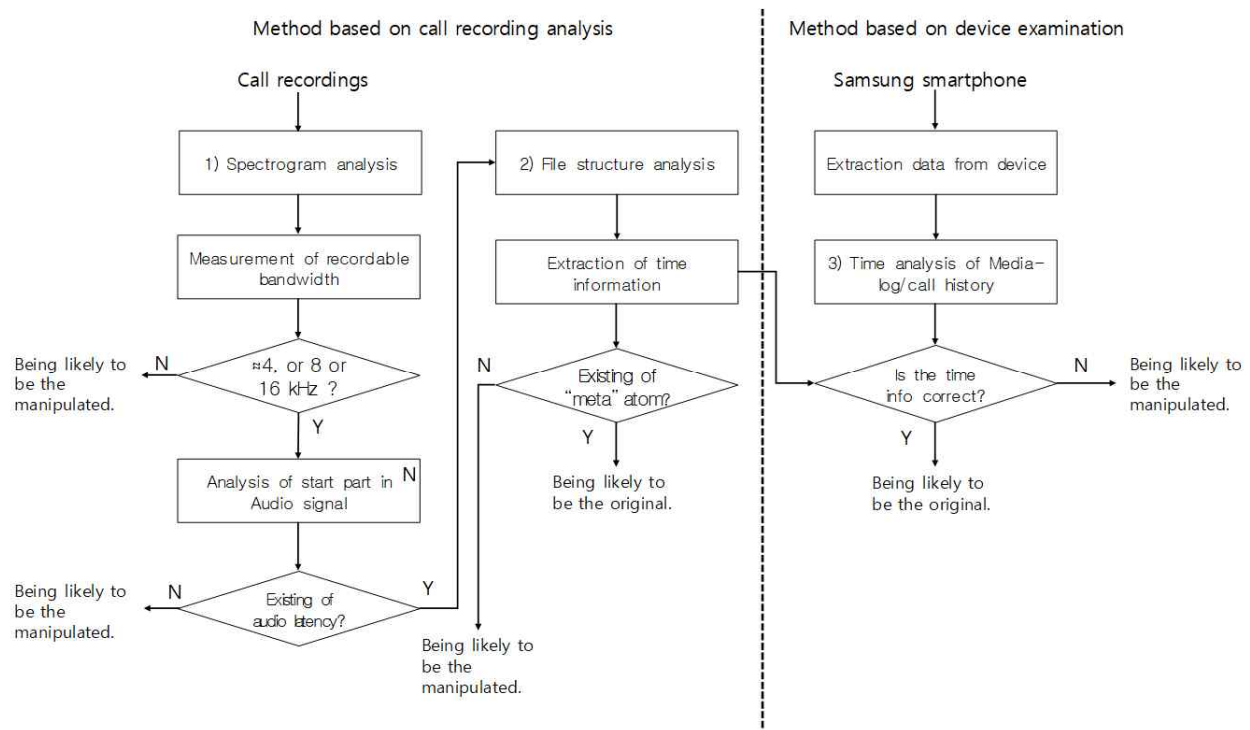 Method based on call recording analysis
Method based on device examination
Call recordings
Samsung smartphone
1) Spectrogram analysis
2) File structure analysis
Extraction data from device
Measurement of recordable
bandwidth
Extraction of time
information
3) Time analysis of Media-
log/call history
≈4, or 8 or
16 kHz ?
N
Being likely to
be the
manipulated.
Y
Existing of
"meta" atom?
N
Y
Being likely to
be the original.
Is the time
info correct?
N
Being likely to
be the
manipulated.
Y
Being likely to
be the original.
Analysis of start part in
Audio signal
N
Existing of
audio latency?
N
Y
Being likely to
be the
manipulated.
Being likely to
be the
manipulated.